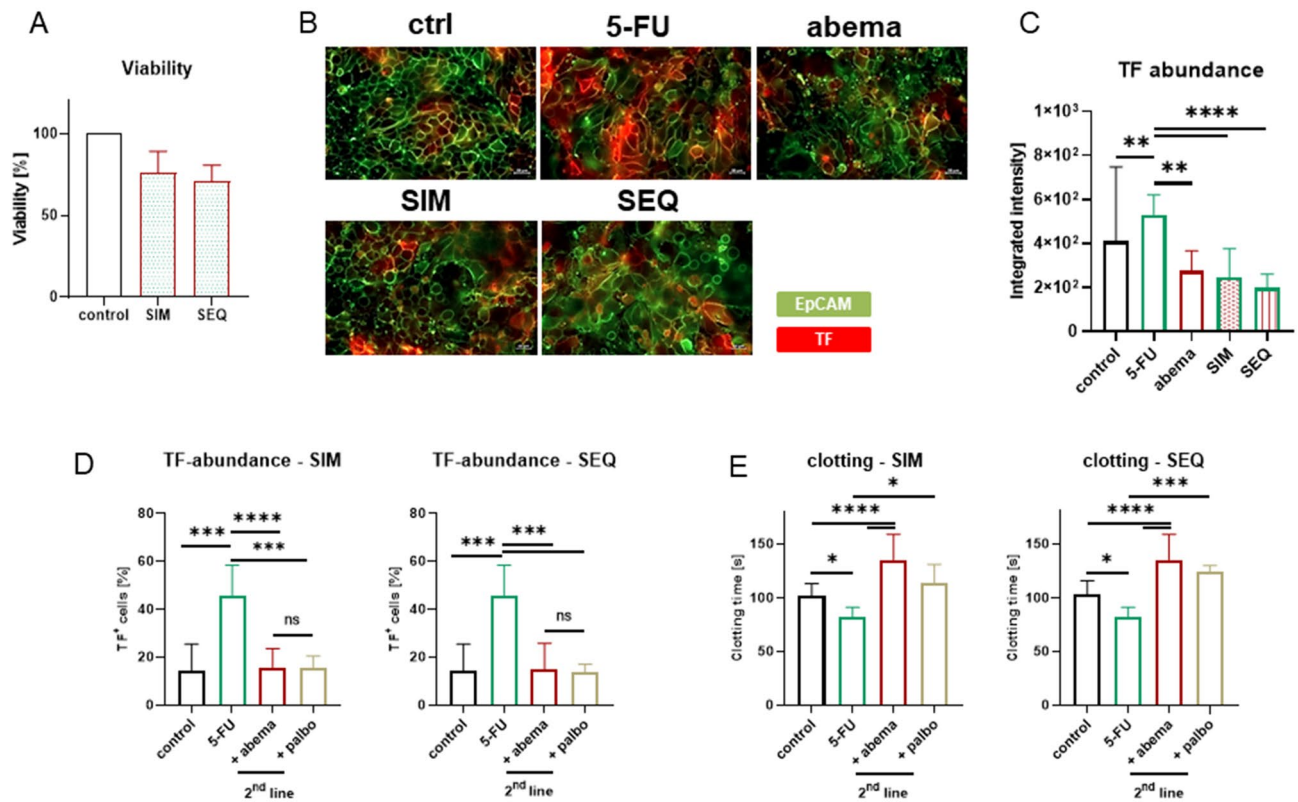 A
Viability
Viability [%]
100
50
0
control
SIM
SEQ
B
ctrl
5-FU
abema
SIM
SEQ
EpCAM
TF
C
TF abundance
Integrated intensity]
1×10³
8×10²
6×10²
4×10²
2×10²
0
**
****
**
control
5-FU
abema
SIM
SEQ
D
TF-abundance - SIM
TF⁺ cells [%]
80
60
40
20
0
***
****
***
ns
control
5-FU
+ abema
+ palbo
2nd line
TF-abundance - SEQ
TF⁺ cells [%]
80
60
40
20
0
***
***
ns
control
5-FU
+ abema
+ palbo
2nd line
E
clotting - SIM
Clotting time [s]
150
100
50
0
*
****
*
control
5-FU
+ abema
+ palbo
2nd line
clotting - SEQ
Clotting time [s]
150
100
50
0
***
****
*
control
5-FU
+ abema
+ palbo
2nd line